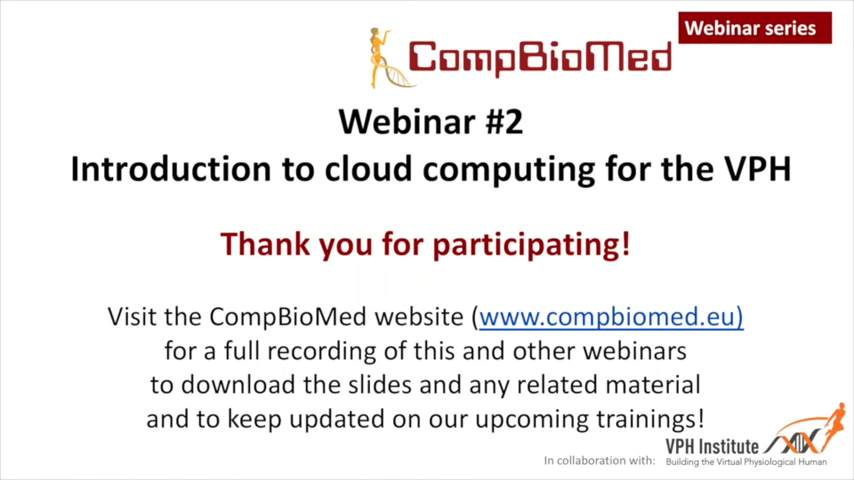 Webinar series
CompBioMed
Webinar #2
Introduction to cloud computing for the VPH
Thank you for participating!
Visit the CompBioMed website (www.compbiomed.eu)
for a full recording of this and other webinars
to download the slides and any related material
and to keep updated on our upcoming trainings!
In collaboration with:
VPH Institute
Building the Virtual Physiological Human